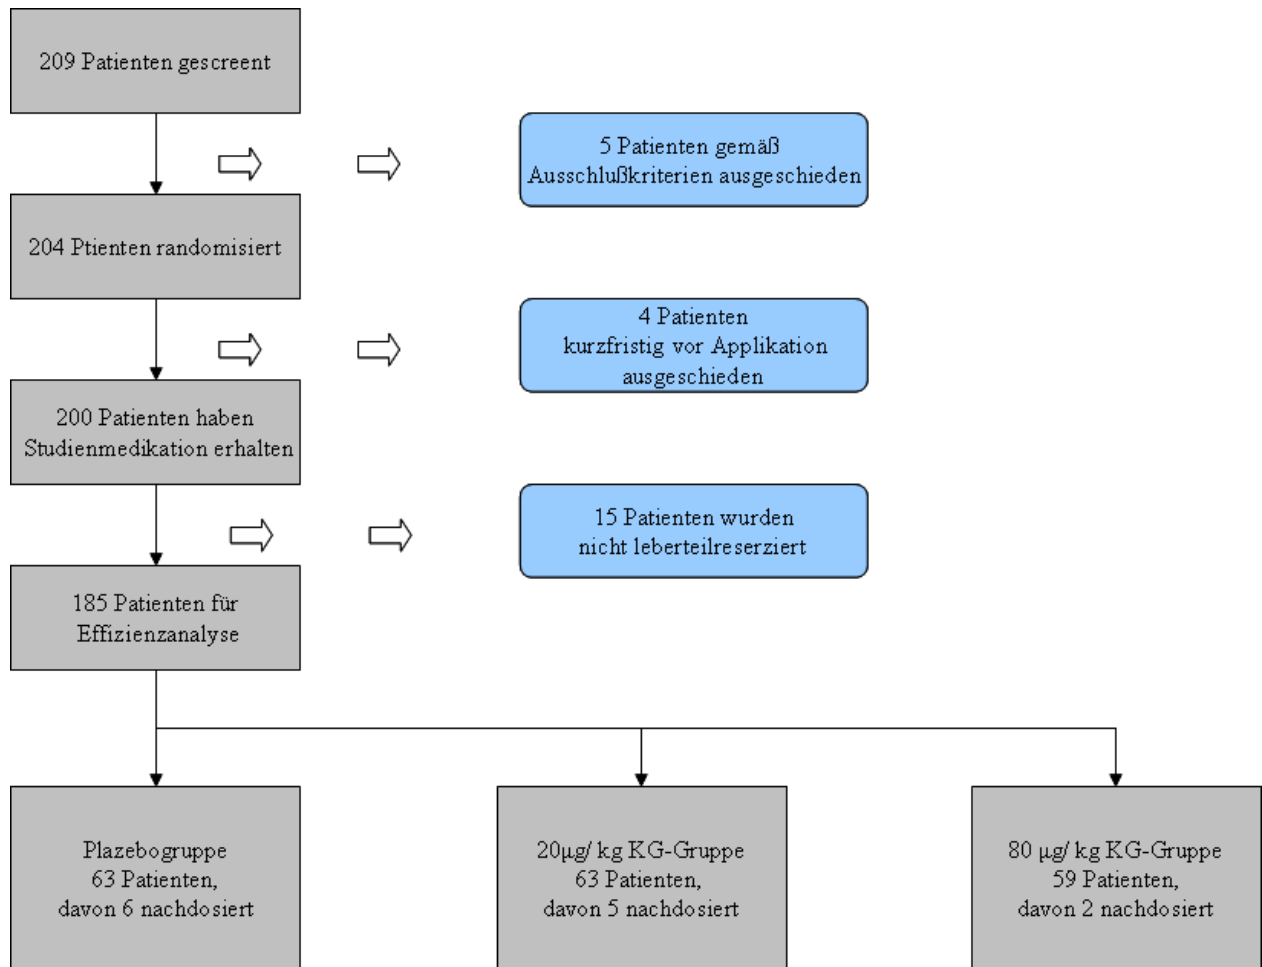 209 Patienten gescreent
5 Patienten gemäß
Ausschlußkriterien ausgeschieden
204 Ptienten randomisiert
4 Patienten
kurzfristig vor Applikation
ausgeschieden
200 Patienten haben
Studienmedikation erhalten
15 Patienten wurden
nicht leberteilreserziert
185 Patienten für
Effizienzanalyse
Plazebogruppe
63 Patienten,
davon 6 nachdosiert
20µg/ kg KG-Gruppe
63 Patienten,
davon 5 nachdosiert
80 µg/ kg KG-Gruppe
59 Patienten,
davon 2 nachdosiert